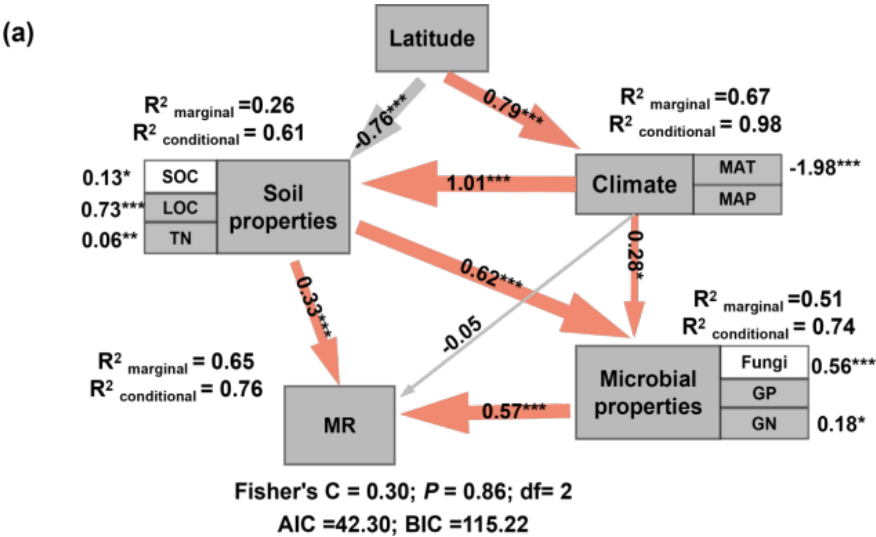 (a)
Latitude
-0.76***
0.79***
R² marginal =0.26
R² conditional = 0.61
R² marginal =0.67
R² conditional = 0.98
0.13*
SOC
0.73***
LOC
0.06**
TN
Soil properties
1.01***
Climate
MAT
-1.98***
MAP
0.62***
0.28*
0.33***
-0.05
R² marginal =0.51
R² conditional = 0.74
R² marginal = 0.65
R² conditional = 0.76
MR
0.57***
Microbial properties
Fungi
0.56***
GP
GN
0.18*
Fisher's C = 0.30; P = 0.86; df= 2
AIC =42.30; BIC =115.22